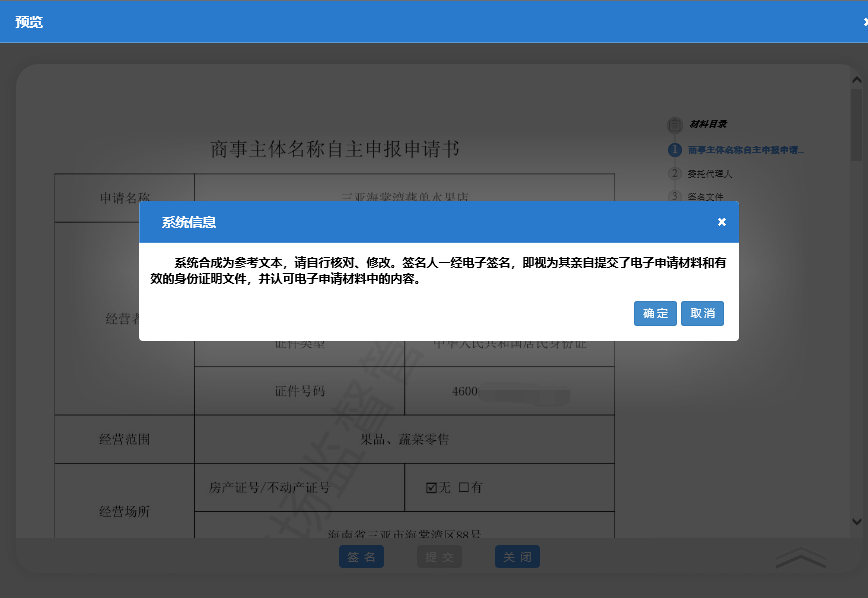 预览
商事主体名称自主申报申请书
材料目录
1 商事主体名称自主申报申请...
2 委托代理人
3 签名文件
申请名称
三亚海棠湾燕单水果店
系统信息
系统合成为参考文本，请自行核对、修改。签名人一经电子签名，即视为其亲自提交了电子申请材料和有
效的身份证明文件，并认可电子申请材料中的内容。
确定 取消
经营者
证件类型 中华人民共和国居民身份证
证件号码 4600
经营范围 果品、蔬菜零售
房产证号/不动产证号 ☑无 ☐有
经营场所
海南省三亚市海棠湾区88号
签名 提交 关闭